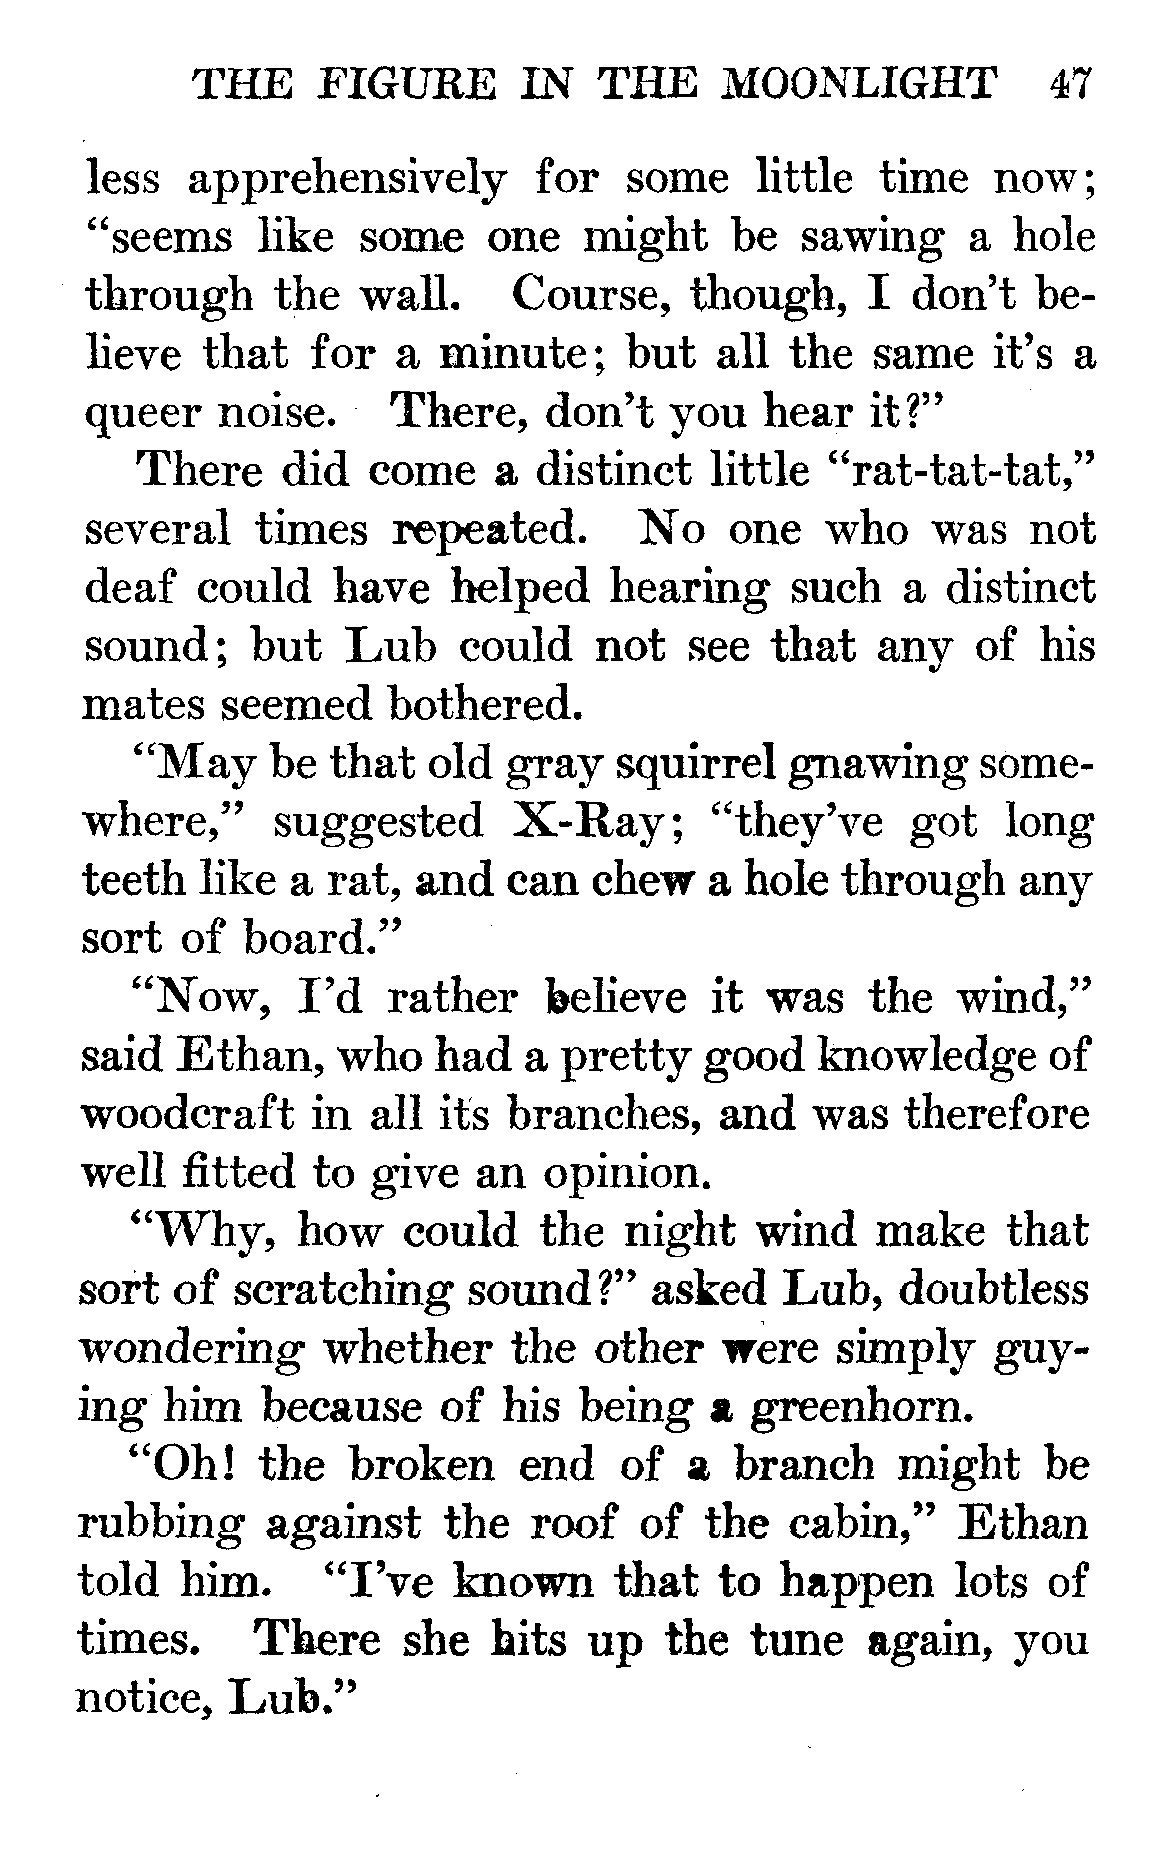 THE FIGURE IN THE MOONLIGHT 47
less apprehensively for some little time now;
“seems like some one might be sawing a hole
through the wall. Course, though, I don’t be-
lieve that for a minute; but all the same it’s a
queer noise. There, don’t you hear it?”
There did come a distinct little “rat-tat-tat,”
several times repeated. No one who was not
deaf could have helped hearing such a distinct
sound; but Lub could not see that any of his
mates seemed bothered.
“May be that old gray squirrel gnawing some-
where,” suggested X-Ray; “they’ve got long
teeth like a rat, and can chew a hole through any
sort of board.”
“Now, I’d rather believe it was the wind,”
said Ethan, who had a pretty good knowledge of
woodcraft in all its branches, and was therefore
well fitted to give an opinion.
“Why, how could the night wind make that
sort of scratching sound?” asked Lub, doubtless
wondering whether the other were simply guy-
ing him because of his being a greenhorn.
“Oh! the broken end of a branch might be
rubbing against the roof of the cabin,” Ethan
told him. “I’ve known that to happen lots of
times. There she hits up the tune again, you
notice, Lub.”